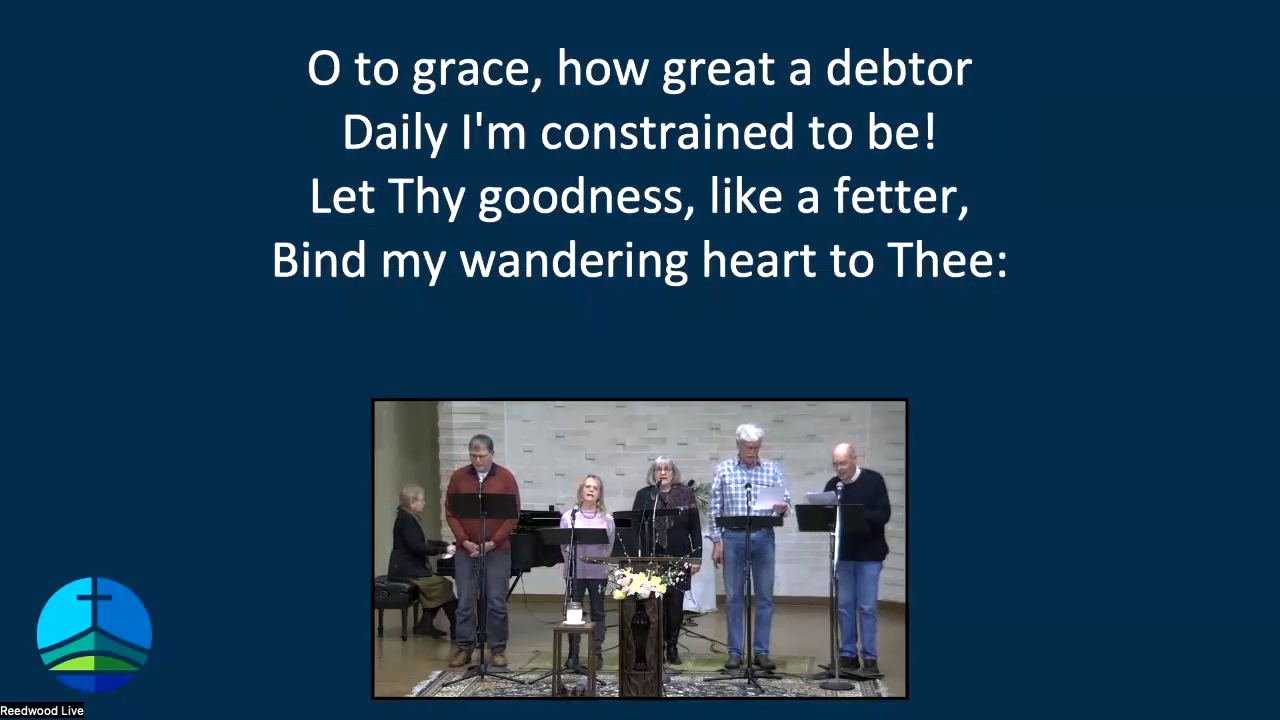 O to grace, how great a debtor
Daily I'm constrained to be!
Let Thy goodness, like a fetter,
Bind my wandering heart to Thee:
Reedwood Live